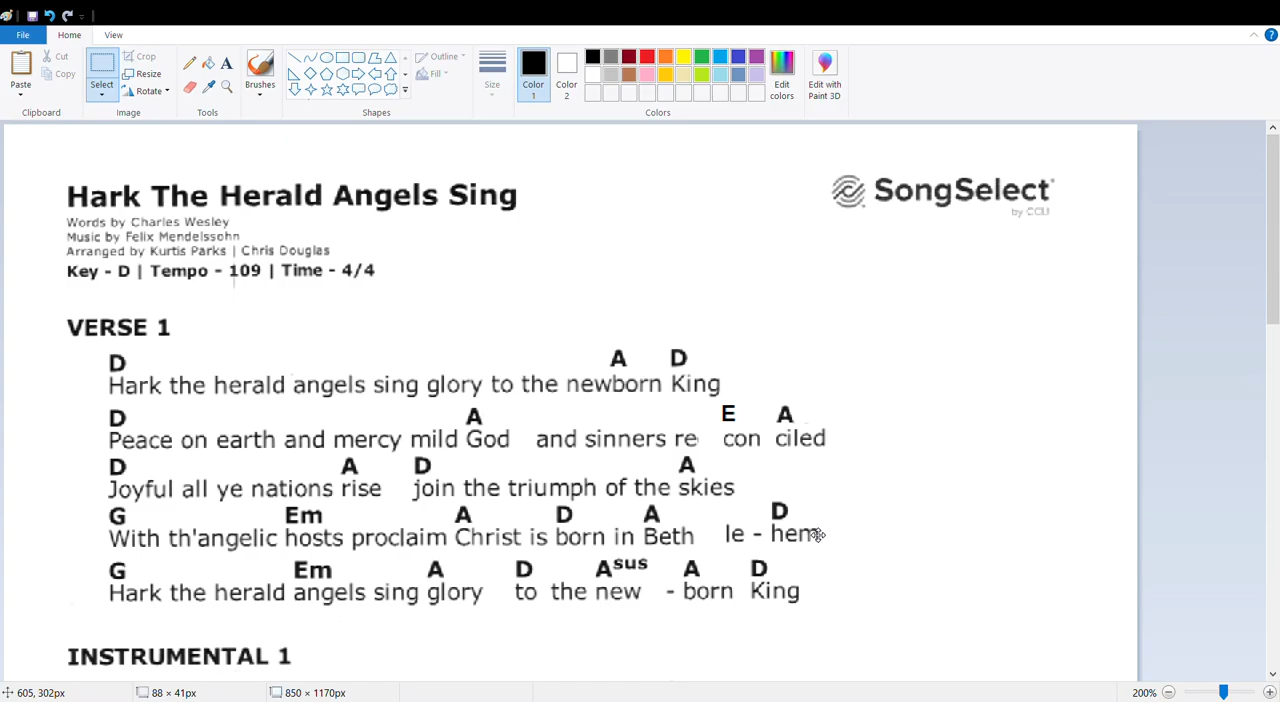 File Home View
Cut Crop Outline
Copy Resize Fill
Paste Select Rotate Brushes Size Color 1 Color 2 Edit colors Edit with Paint 3D
Clipboard Image Tools Shapes Colors
Hark The Herald Angels Sing
SongSelect®
by CCLI
Words by Charles Wesley
Music by Felix Mendelssohn
Arranged by Kurtis Parks | Chris Douglas
Key - D | Tempo - 109 | Time - 4/4
VERSE 1
D A D
Hark the herald angels sing glory to the newborn King
D A E A
Peace on earth and mercy mild God and sinners re con ciled
D A D A
Joyful all ye nations rise join the triumph of the skies
G Em A D A D
With th'angelic hosts proclaim Christ is born in Beth le - hem
G Em A D Asus A D
Hark the herald angels sing glory to the new - born King
INSTRUMENTAL 1
605, 302px 88 × 41px 850 × 1170px 200%